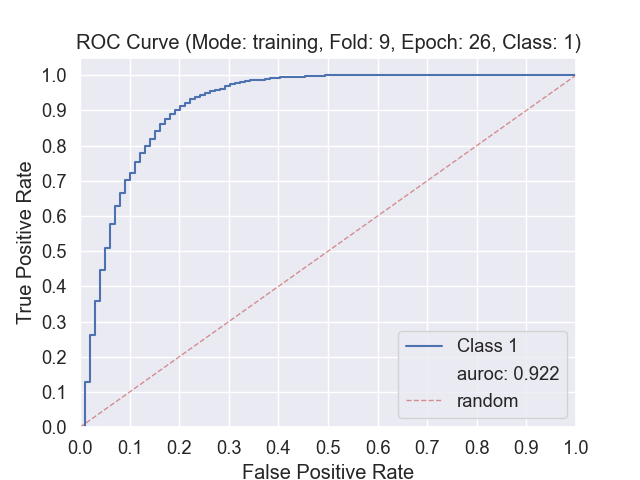 ROC Curve (Mode: training, Fold: 9, Epoch: 26, Class: 1)
True Positive Rate
1.0
0.9
0.8
0.7
0.6
0.5
0.4
0.3
0.2
0.1
0.0
0.0 0.1 0.2 0.3 0.4 0.5 0.6 0.7 0.8 0.9 1.0
False Positive Rate
Class 1
auroc: 0.922
random